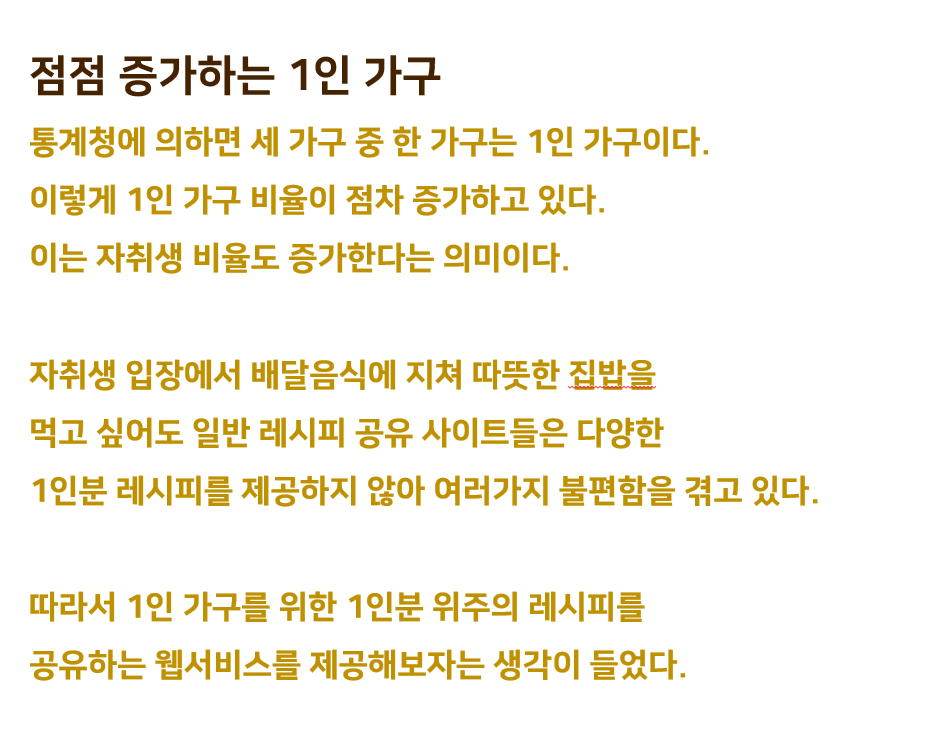 점점 증가하는 1인 가구
통계청에 의하면 세 가구 중 한 가구는 1인 가구이다.
이렇게 1인 가구 비율이 점차 증가하고 있다.
이는 자취생 비율도 증가한다는 의미이다.
자취생 입장에서 배달음식에 지쳐 따뜻한 집밥을
먹고 싶어도 일반 레시피 공유 사이트들은 다양한
1인분 레시피를 제공하지 않아 여러가지 불편함을 겪고 있다.
따라서 1인 가구를 위한 1인분 위주의 레시피를
공유하는 웹서비스를 제공해보자는 생각이 들었다.